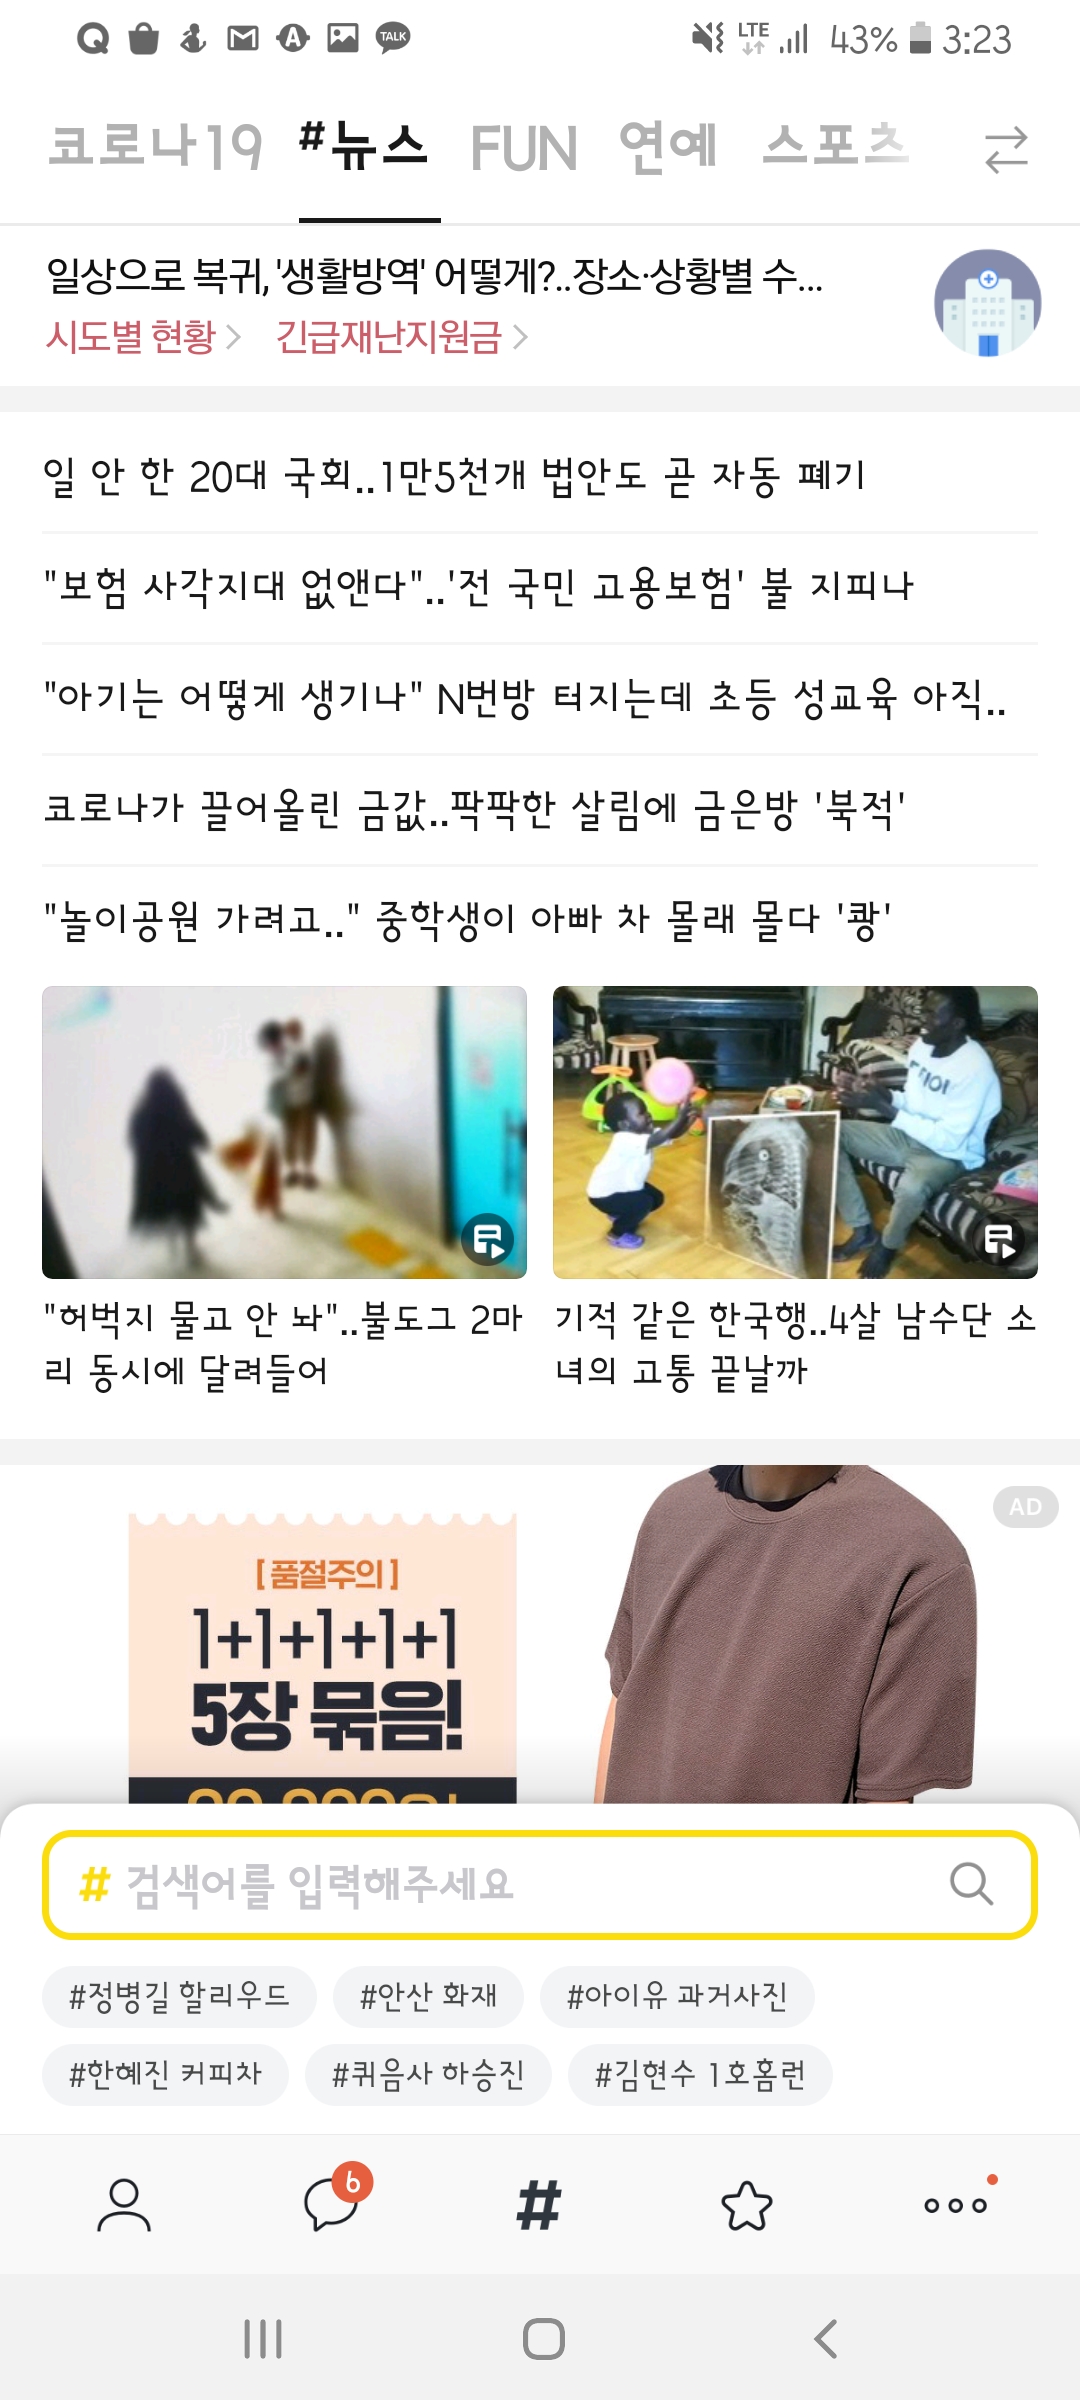 TALK LTE 43% 3:23
코로나19 #뉴스 FUN 연예 스포츠
일상으로 복귀, '생활방역' 어떻게?..장소·상황별 수...
시도별 현황 > 긴급재난지원금 >
일 안 한 20대 국회..1만5천개 법안도 곧 자동 폐기
"보험 사각지대 없앤다"..'전 국민 고용보험' 불 지피나
"아기는 어떻게 생기나" N번방 터지는데 초등 성교육 아직..
코로나가 끌어올린 금값..팍팍한 살림에 금은방 '북적'
"놀이공원 가려고.." 중학생이 아빠 차 몰래 몰다 '쾅'
"허벅지 물고 안 놔"..불도그 2마
리 동시에 달려들어
기적 같은 한국행..4살 남수단 소
녀의 고통 끝날까
AD
[품절주의]
1+1+1+1+1
5장 묶음!
# 검색어를 입력해주세요
#정병길 할리우드 #안산 화재 #아이유 과거사진
#한혜진 커피차 #퀴음사 하승진 #김현수 1호홈런
6
#